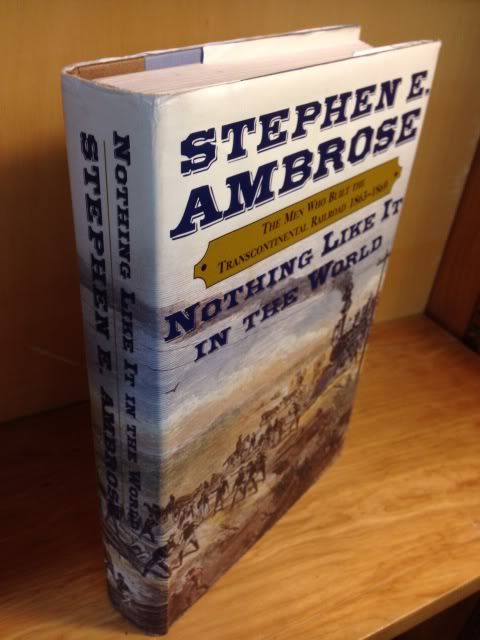 STEPHEN E.
AMBROSE
THE MEN WHO BUILT THE
TRANSCONTINENTAL RAILROAD 1863–1869
NOTHING LIKE IT
IN THE WORLD
NOTHING LIKE IT IN THE WORLD
STEPHEN E. AMBROSE